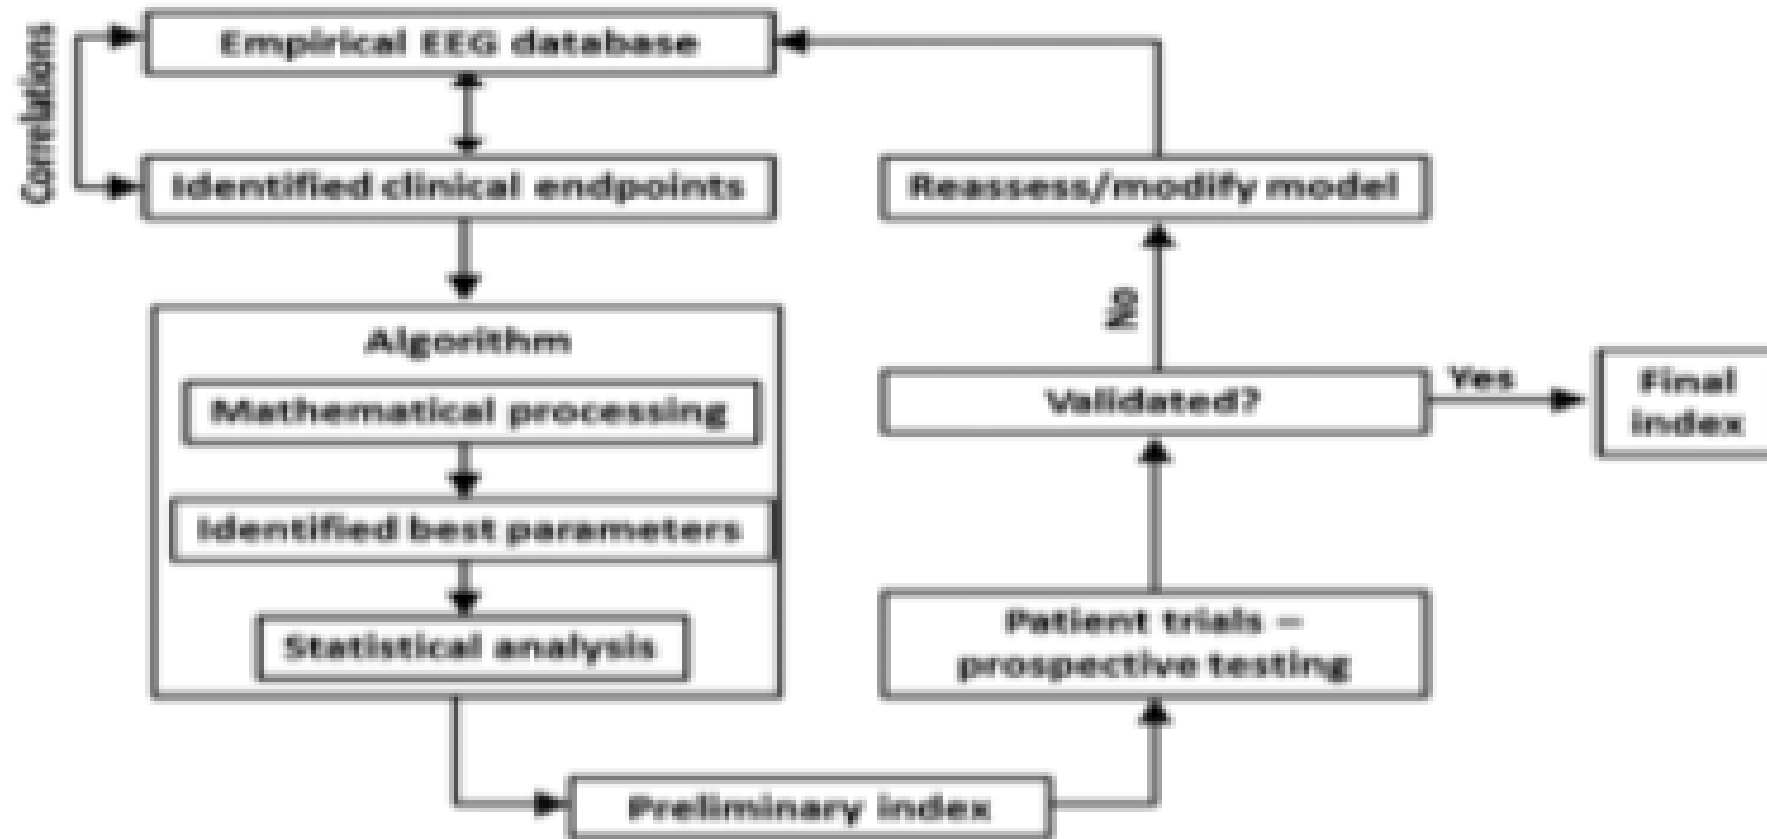 Correlations
Empirical EEG database
Identified clinical endpoints
Algorithm
Mathematical processing
Identified best parameters
Statistical analysis
Preliminary index
Patient trials –
prospective testing
Validated?
No
Yes
Reassess/modify model
Final
index